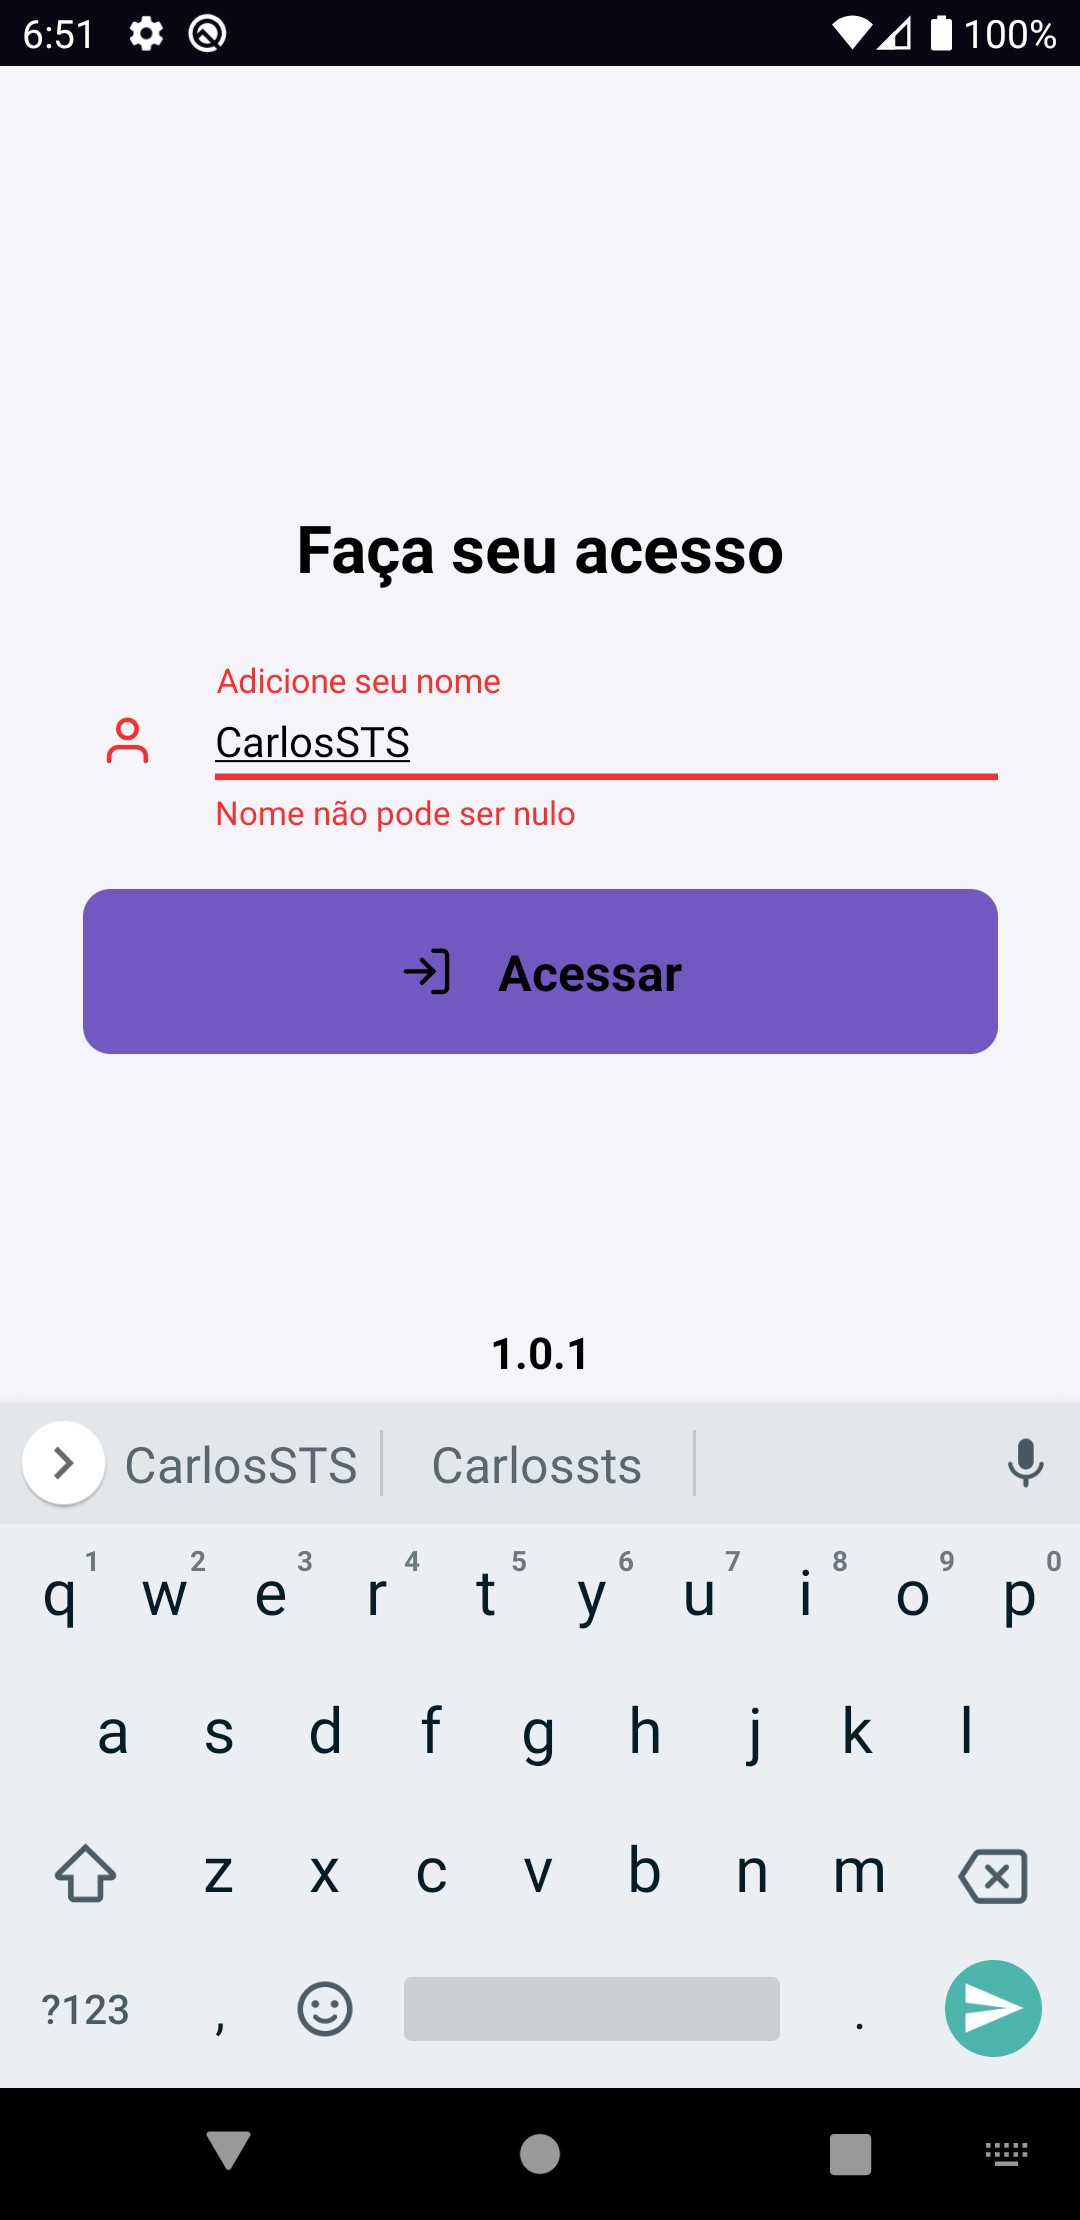 6:51 100%
Faça seu acesso
Adicione seu nome
CarlosSTS
Nome não pode ser nulo
Acessar
1.0.1
CarlosSTS Carlossts
1 2 3 4 5 6 7 8 9 0
q w e r t y u i o p
a s d f g h j k l
z x c v b n m
?123 , .